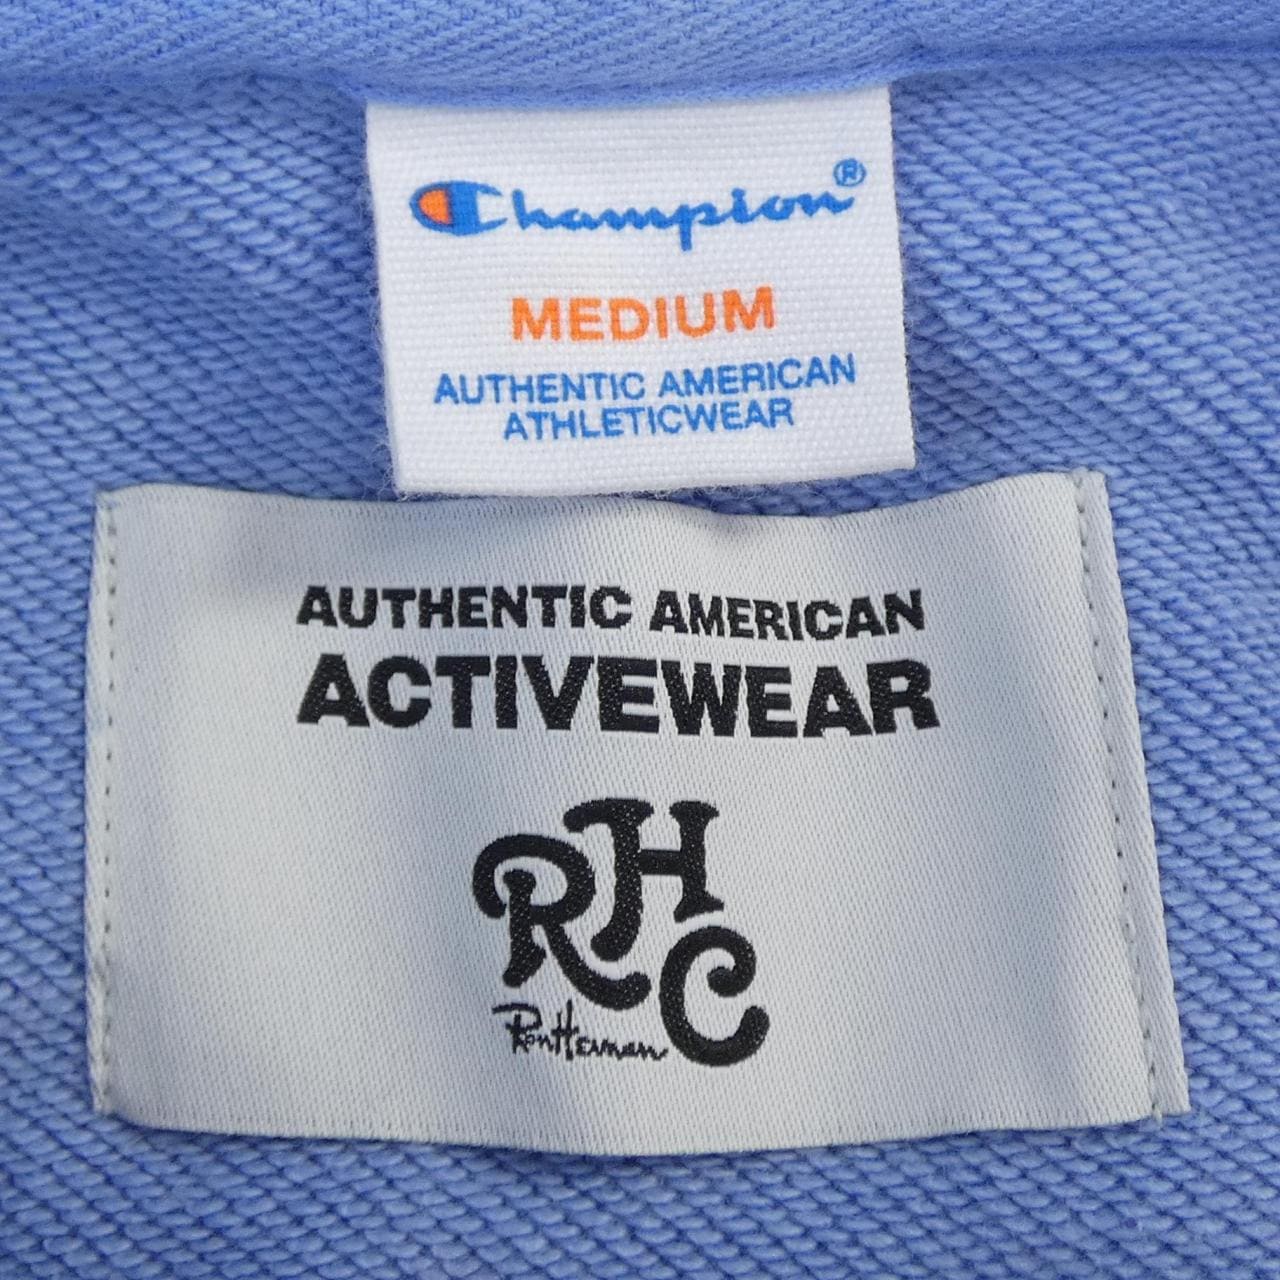 Champion®
MEDIUM
AUTHENTIC AMERICAN
ATHLETICWEAR
AUTHENTIC AMERICAN
ACTIVEWEAR
RHC
Ron Herman